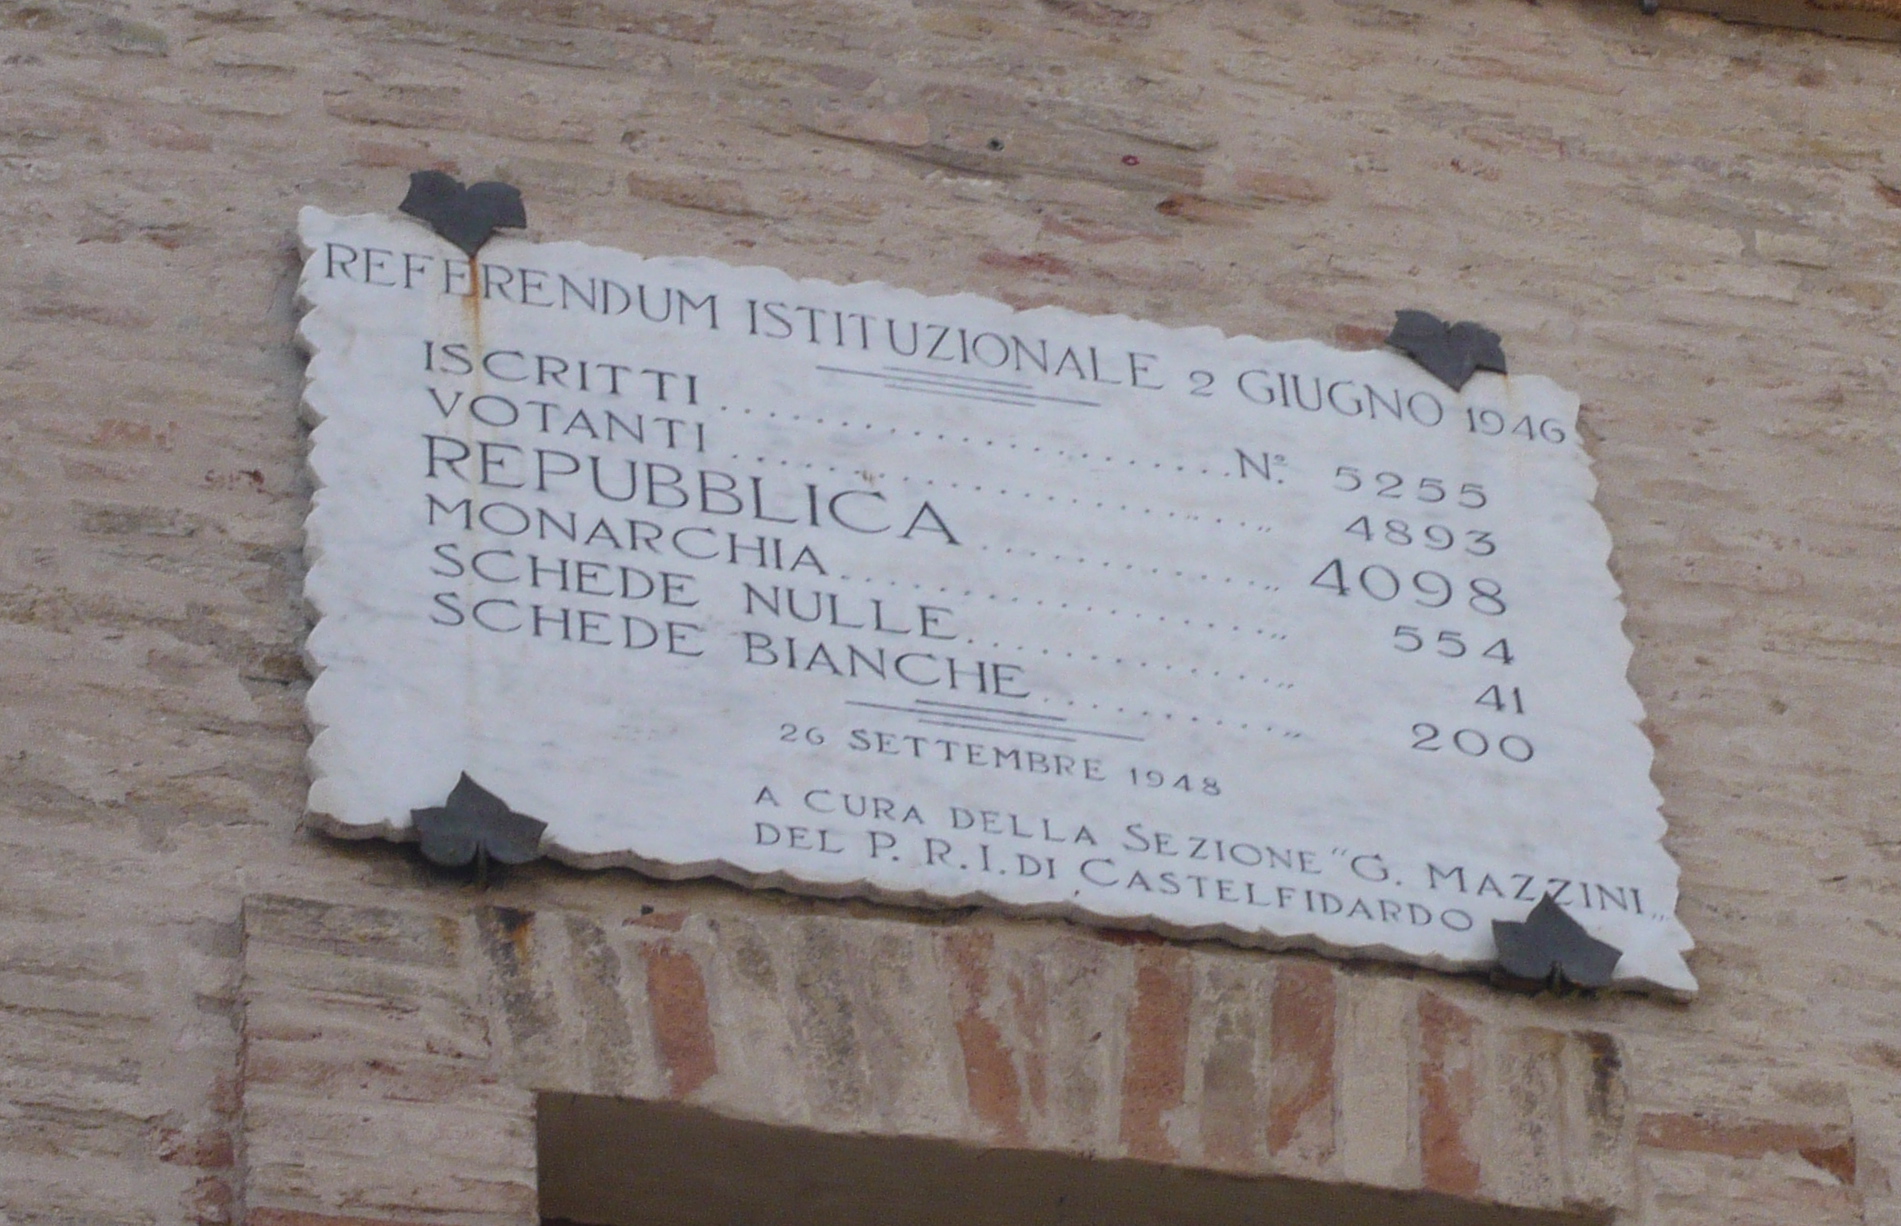 REFERENDUM ISTITUZIONALE 2 GIUGNO 1946
ISCRITTI ........................ Nº. 5255
VOTANTI ........................ 4893
REPUBBLICA ................ 4098
MONARCHIA ........................ 554
SCHEDE NULLE .................. 41
SCHEDE BIANCHE ............... 200
26 SETTEMBRE 1948
A CURA DELLA SEZIONE "G. MAZZINI,,
DEL P. R. I. DI CASTELFIDARDO